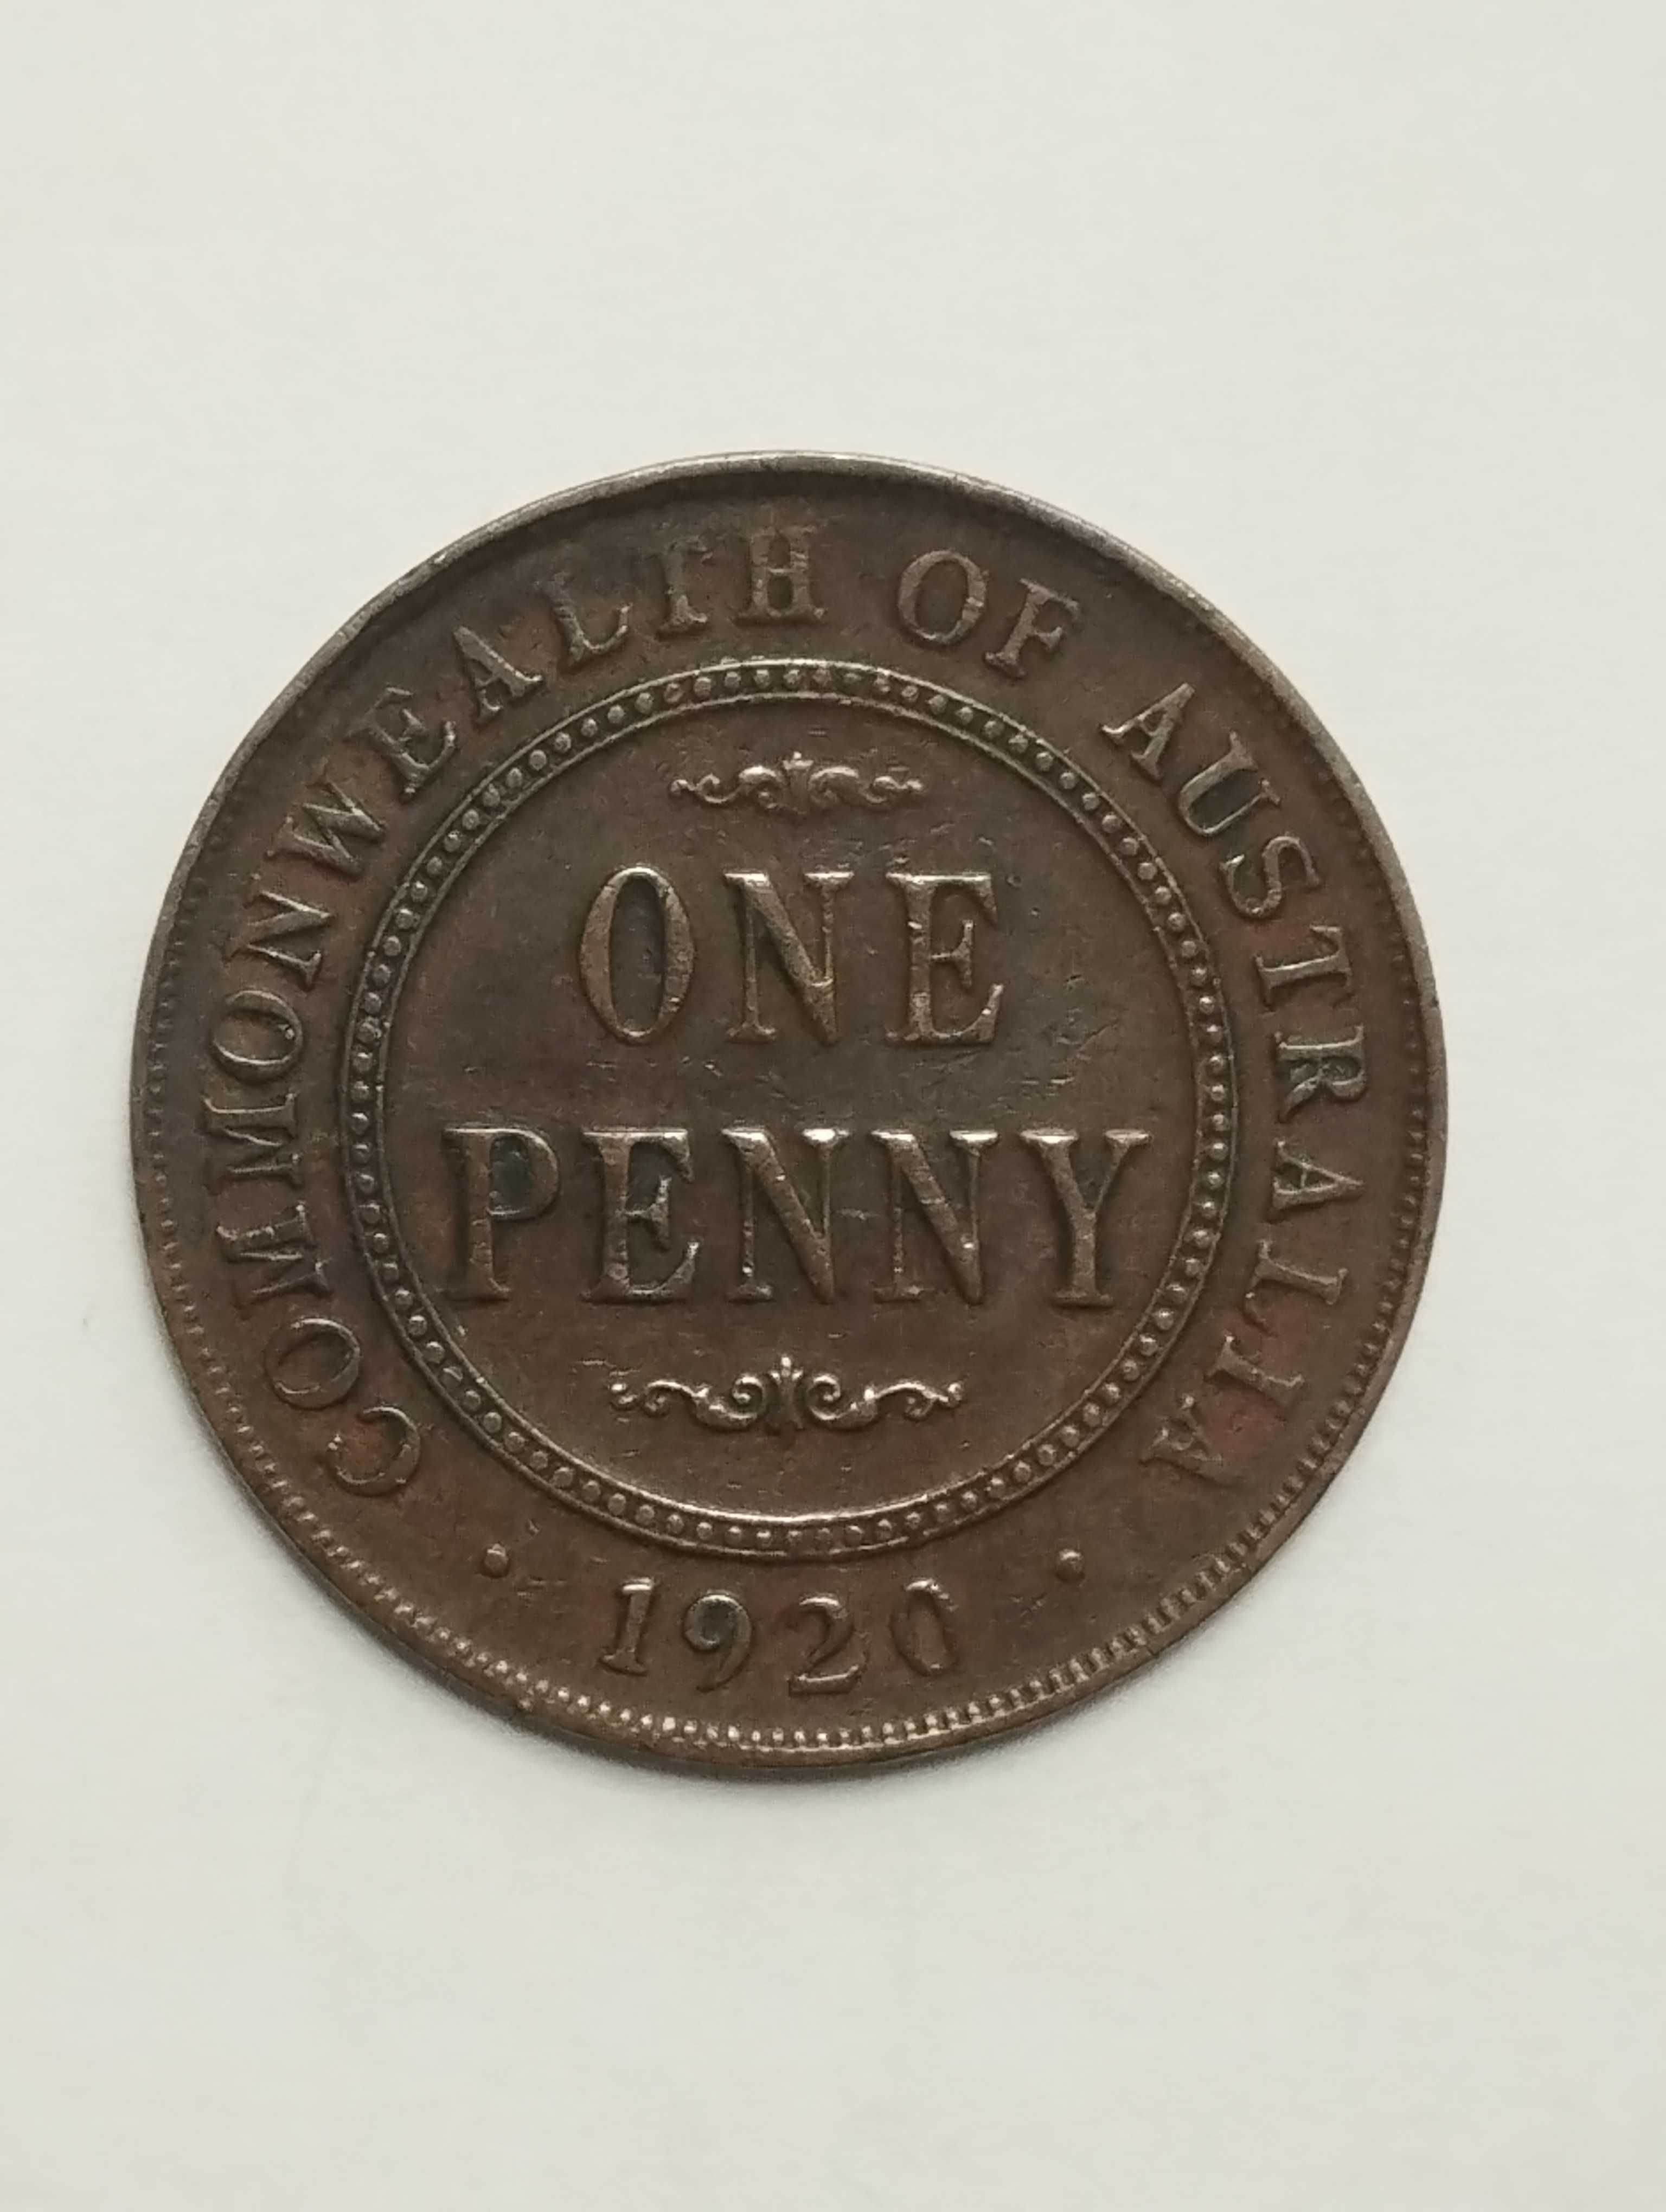 COMMONWEALTH OF AUSTRALIA
ONE
PENNY
· 1920 ·